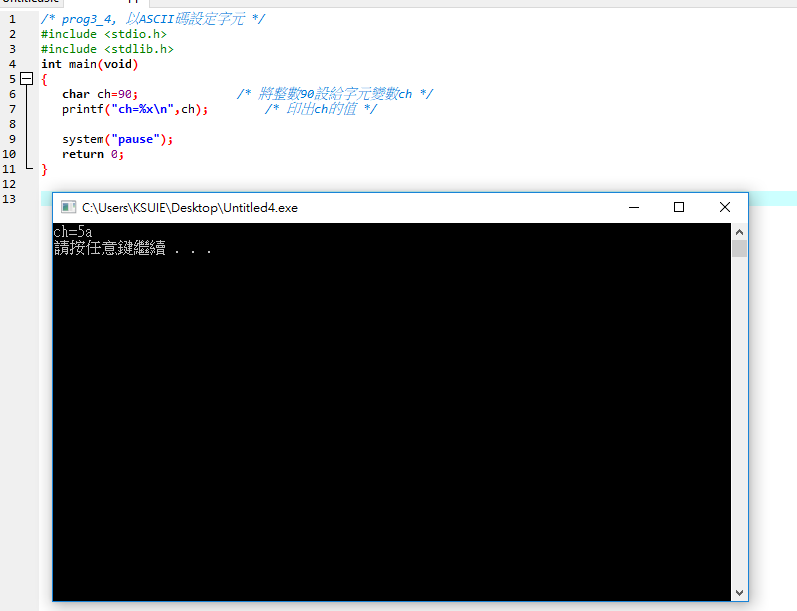 1 /* prog3_4, 以ASCII碼設定字元 */
2 #include <stdio.h>
3 #include <stdlib.h>
4 int main(void)
5 {
6 char ch=90; /* 將整數90設給字元變數ch */
7 printf("ch=%x\n",ch); /* 印出ch的值 */
8
9 system("pause");
10 return 0;
11 }
12
13
C:\Users\KSUIE\Desktop\Untitled4.exe
ch=5a
請按任意鍵繼續 . . .